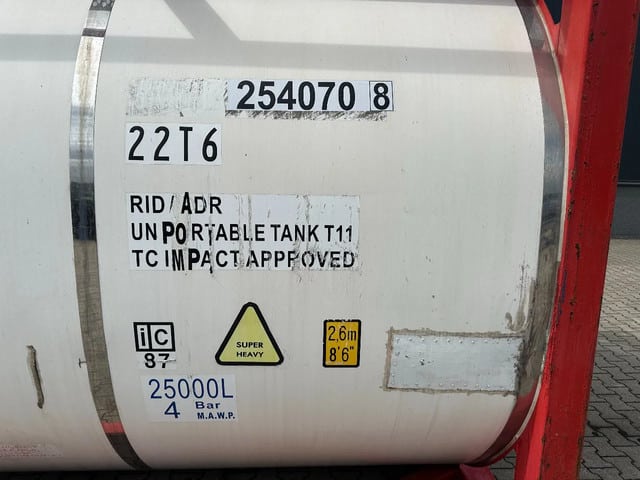 254070 8
22T6
RID/ADR
UN PORTABLE TANK T11
TC IMPACT APPPOVED
ic
87
SUPER
HEAVY
2,6m
8'6"
25000L
4 Bar
M.A.W.P.